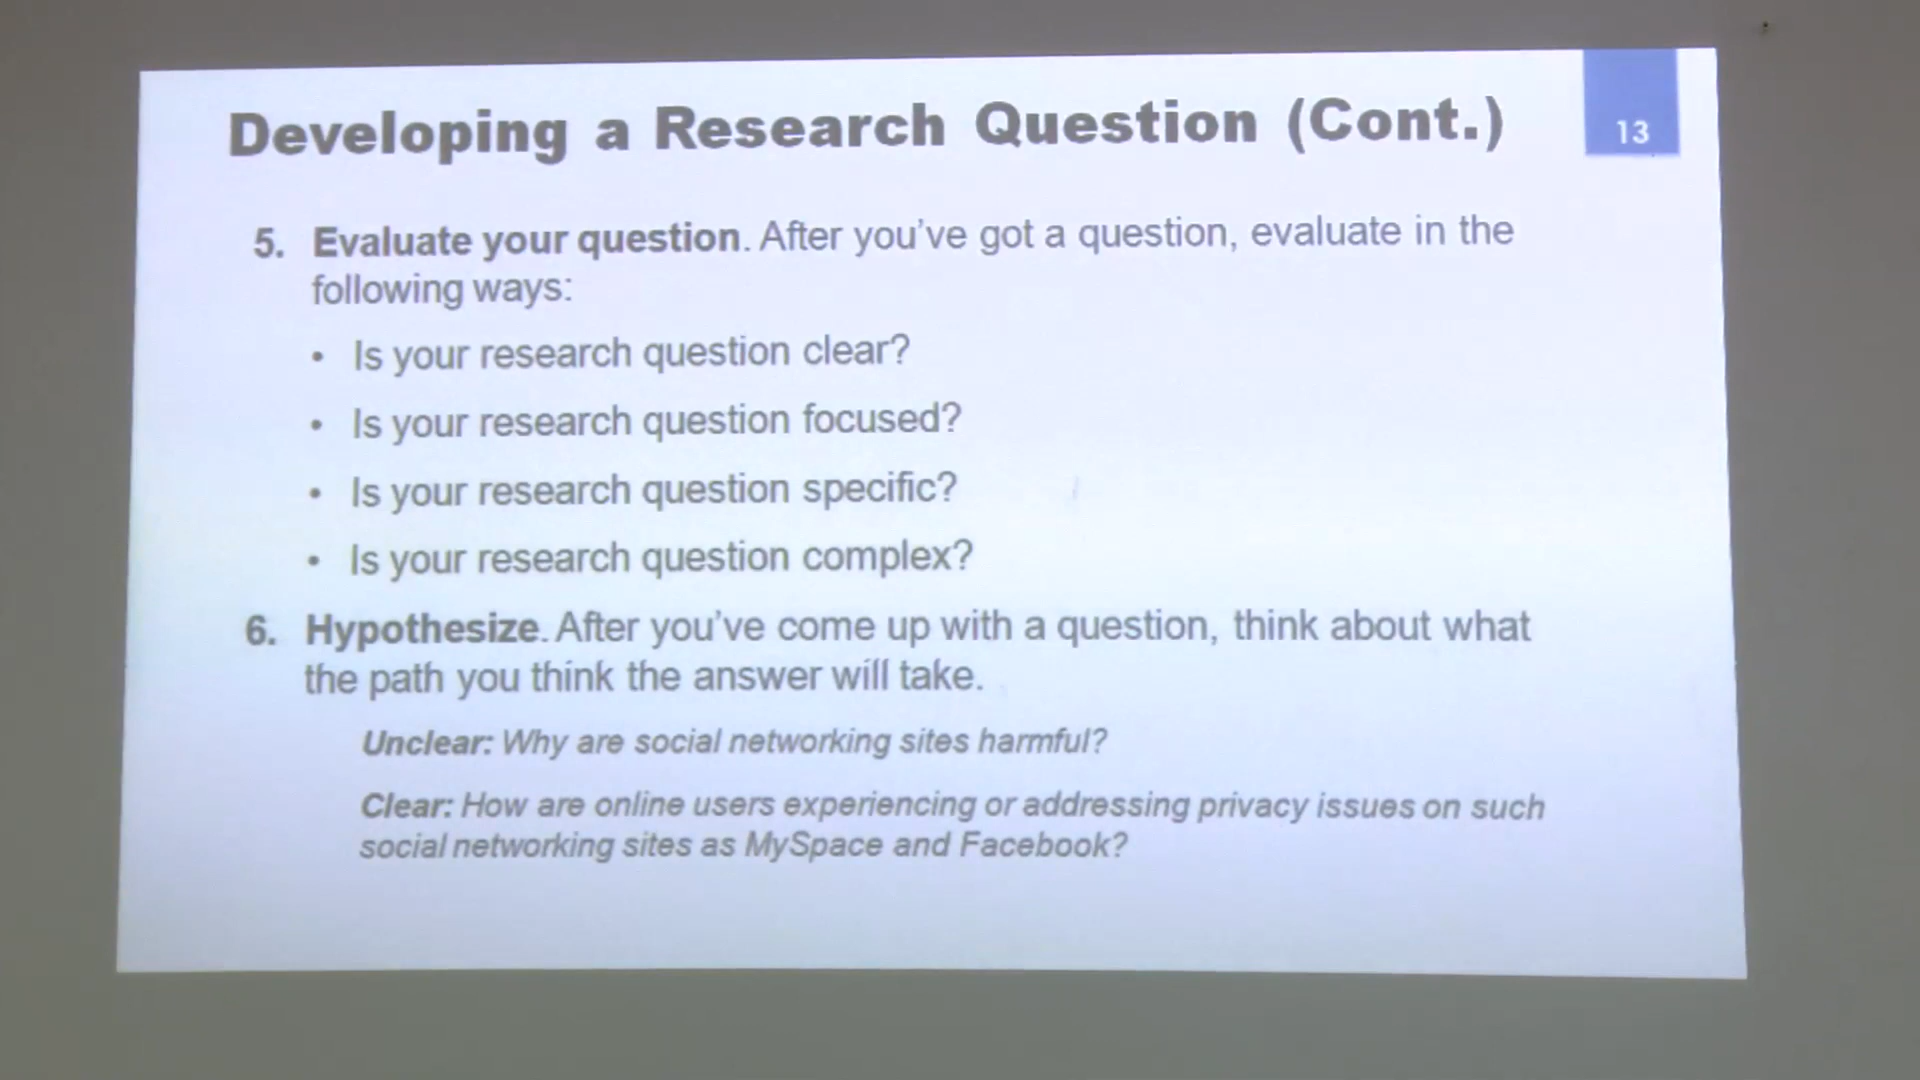 Developing a Research Question (Cont.)
13
5. Evaluate your question. After you've got a question, evaluate in the
following ways:
• Is your research question clear?
• Is your research question focused?
• Is your research question specific?
• Is your research question complex?
6. Hypothesize. After you've come up with a question, think about what
the path you think the answer will take.
Unclear: Why are social networking sites harmful?
Clear: How are online users experiencing or addressing privacy issues on such
social networking sites as MySpace and Facebook?